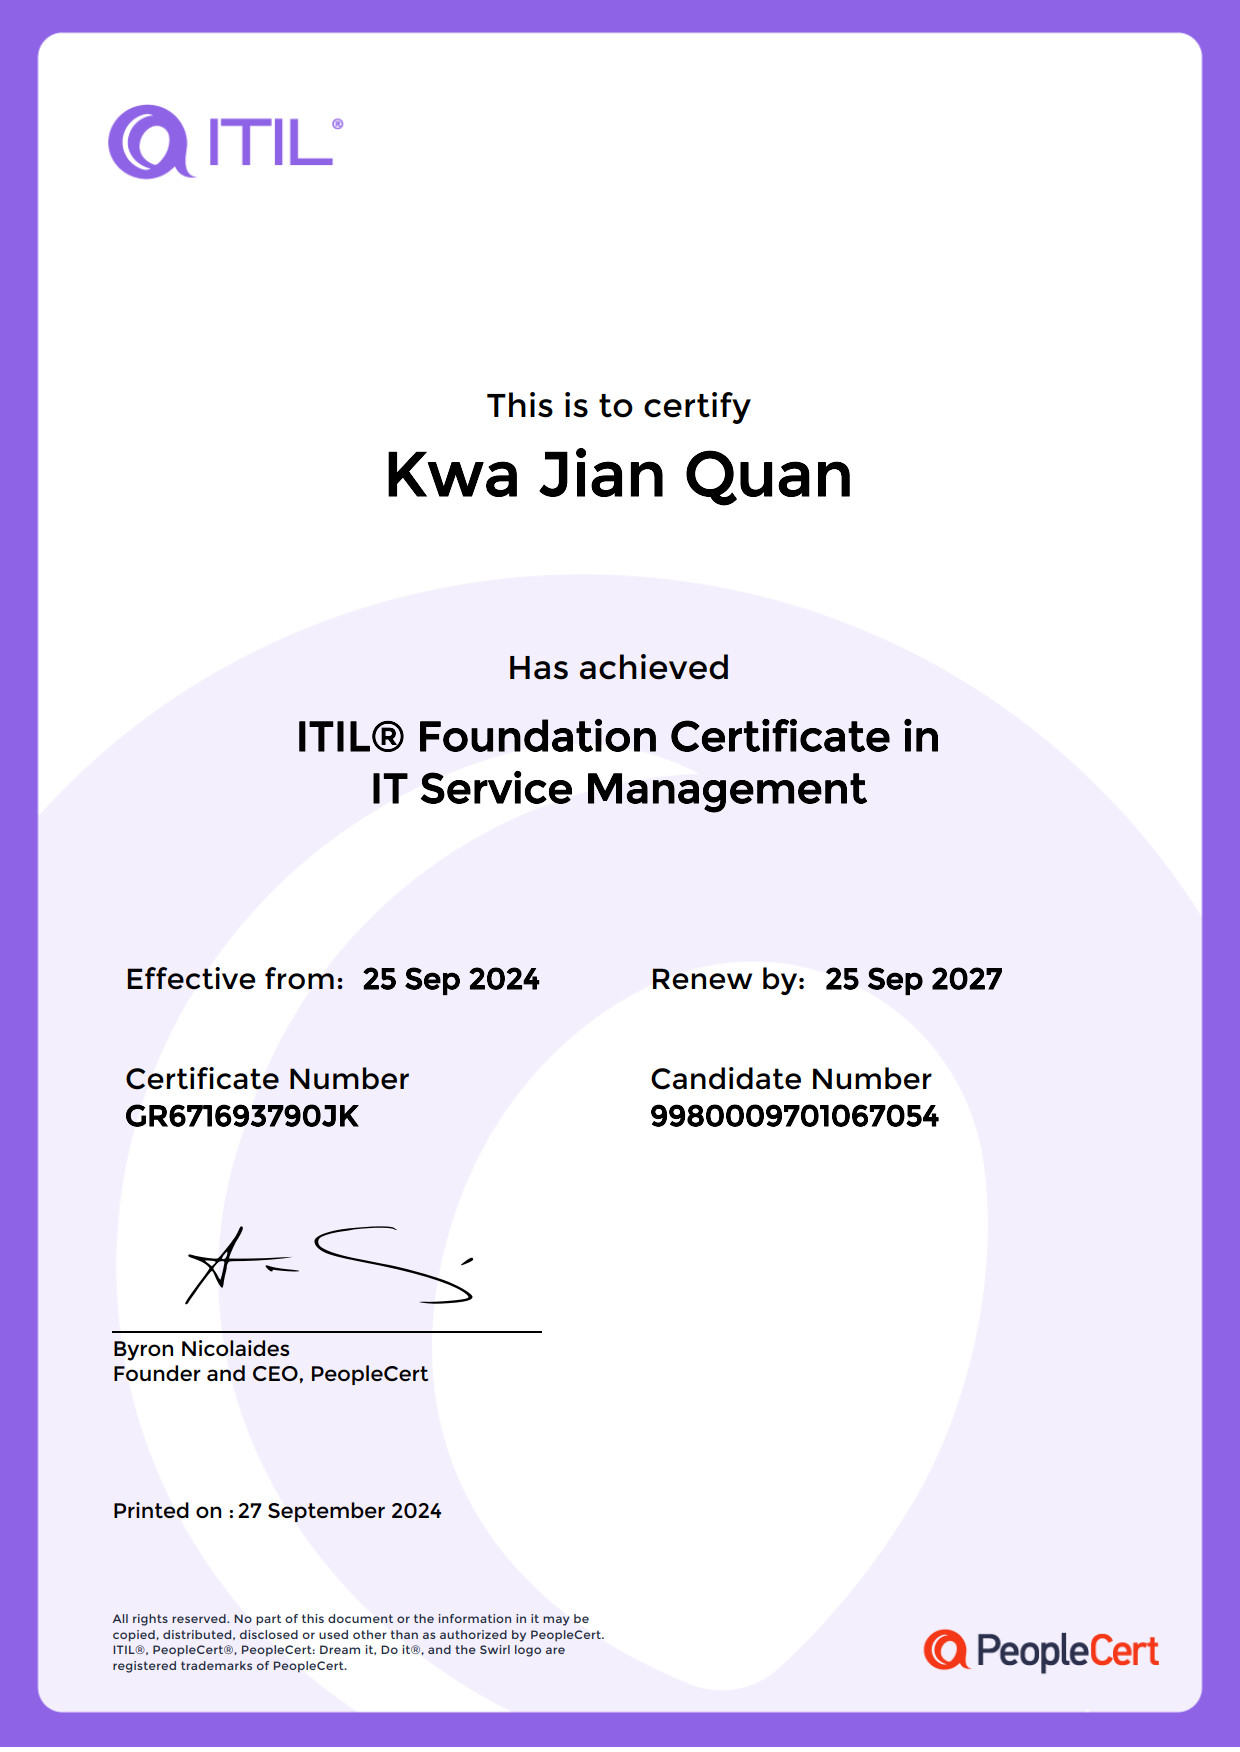 ITIL®
This is to certify
Kwa Jian Quan
Has achieved
ITIL® Foundation Certificate in
IT Service Management
Effective from: 25 Sep 2024 Renew by: 25 Sep 2027
Certificate Number Candidate Number
GR671693790JK 9980009701067054
Byron Nicolaides
Founder and CEO, PeopleCert
Printed on : 27 September 2024
All rights reserved. No part of this document or the information in it may be
copied, distributed, disclosed or used other than as authorized by PeopleCert.
ITIL®, PeopleCert®, PeopleCert: Dream it, Do it®, and the Swirl logo are
registered trademarks of PeopleCert.
PeopleCert